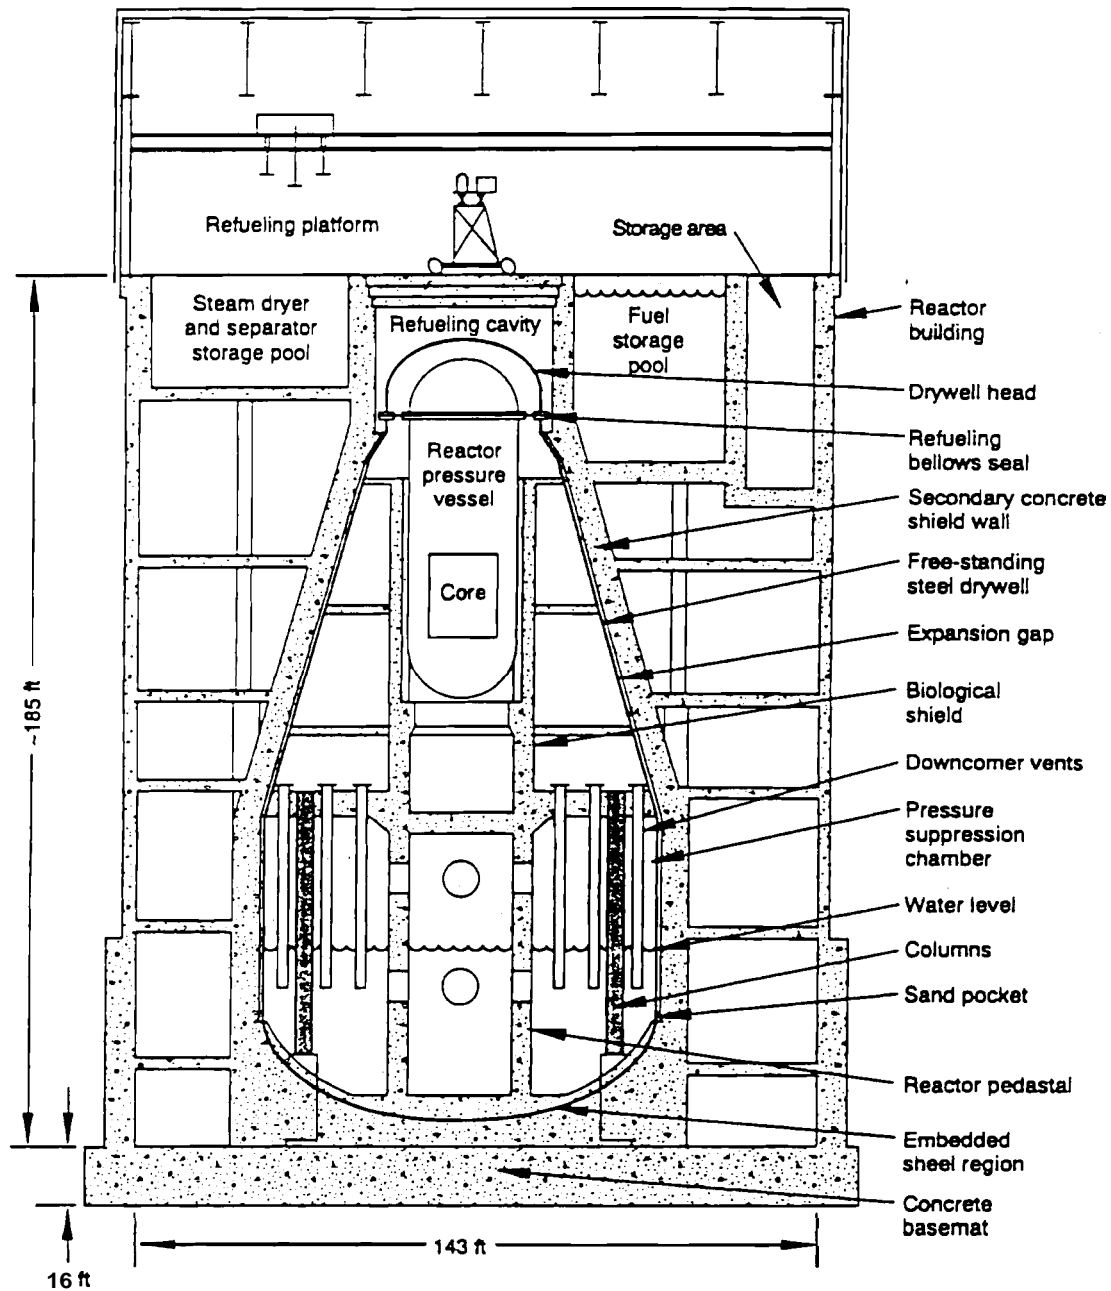 Refueling platform
Storage area
Steam dryer
and separator
storage pool
Refueling cavity
Fuel
storage
pool
Reactor
building
Drywell head
Refueling
bellows seal
Reactor
pressure
vessel
Secondary concrete
shield wall
Free-standing
steel drywell
Core
Expansion gap
Biological
shield
~185 ft
Downcomer vents
Pressure
suppression
chamber
Water level
Columns
Sand pocket
Reactor pedastal
Embedded
sheel region
Concrete
basemat
143 ft
16 ft